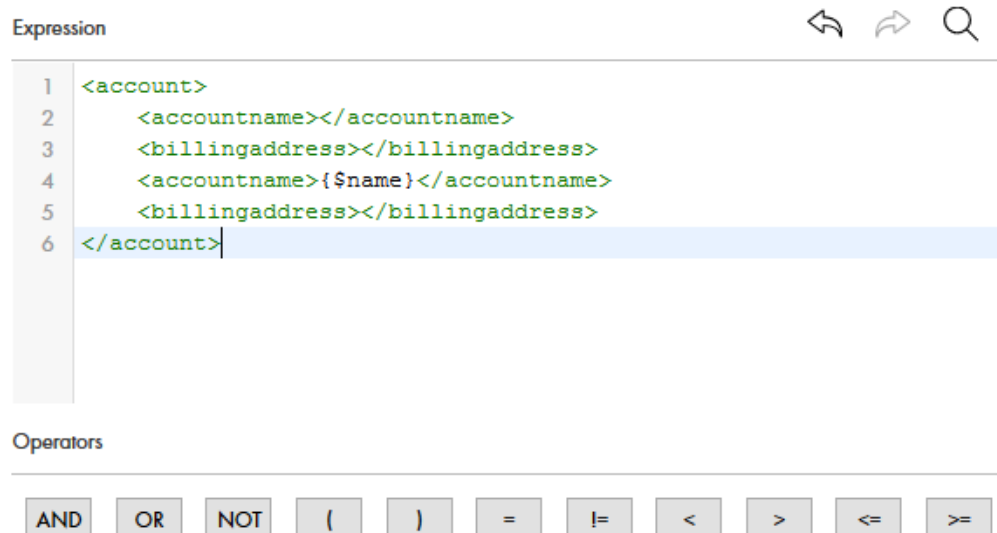 Expression
1 <account>
2 <accountname></accountname>
3 <billingaddress></billingaddress>
4 <accountname>{$name}</accountname>
5 <billingaddress></billingaddress>
6 </account>
Operators
AND OR NOT ( ) = != < > <= >=